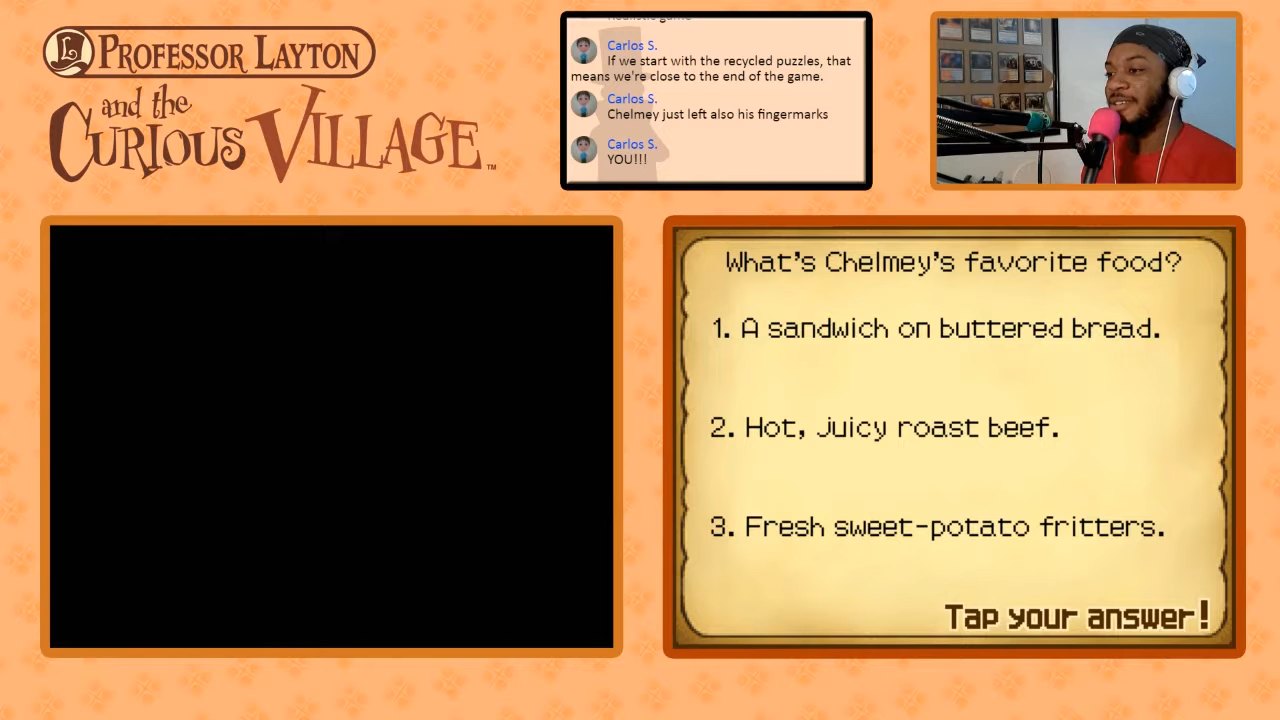 PROFESSOR LAYTON
and the
CURIOUS VILLAGE™
Carlos S.
If we start with the recycled puzzles, that
means we're close to the end of the game.
Carlos S.
Chelmey just left also his fingermarks
Carlos S.
YOU!!!
What's Chelmey's favorite food?
1. A sandwich on buttered bread.
2. Hot, juicy roast beef.
3. Fresh sweet-potato fritters.
Tap your answer!